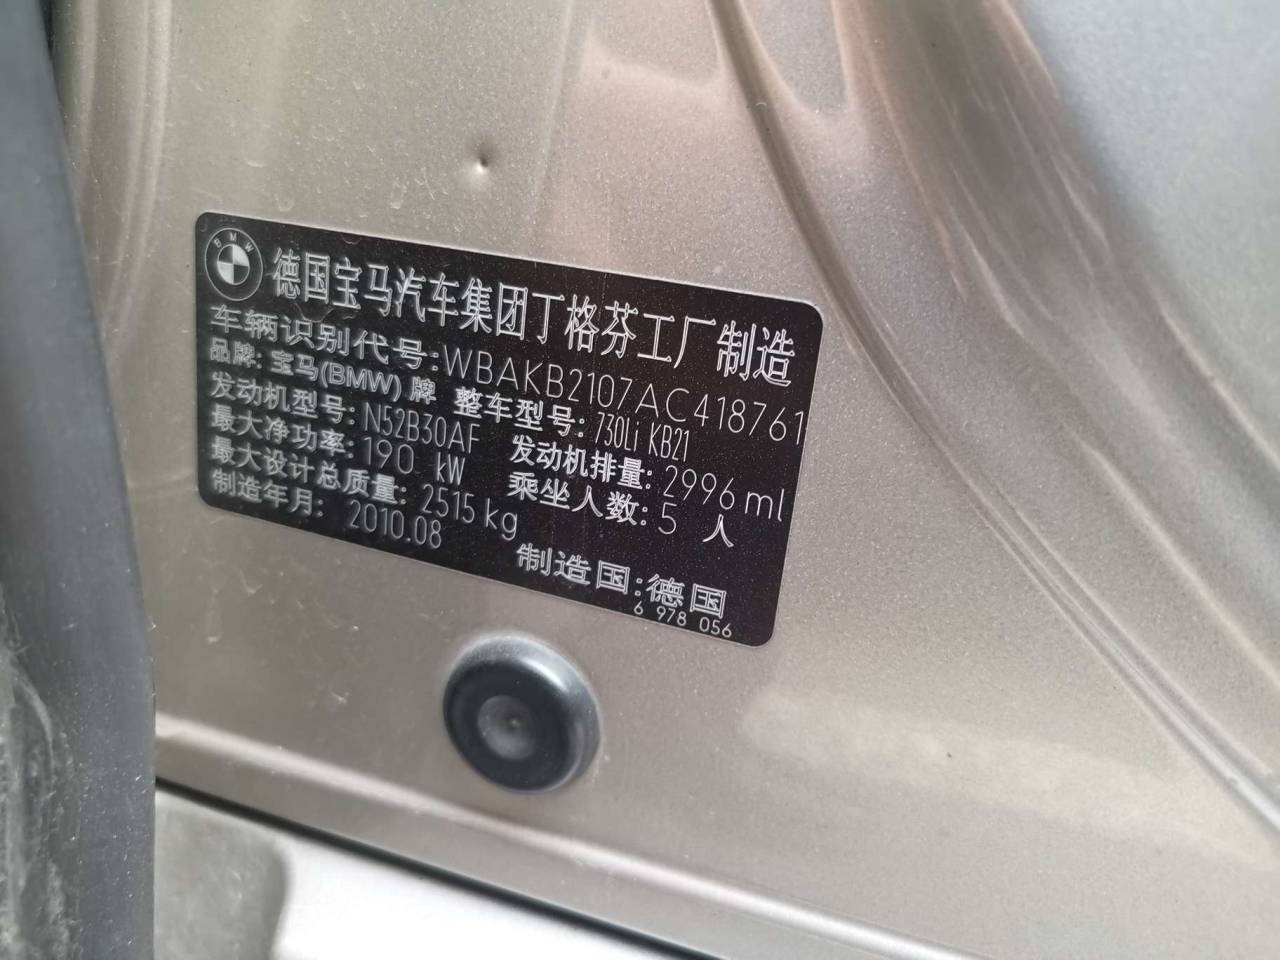 BMW
德国宝马汽车集团丁格芬工厂制造
车辆识别代号:WBAKB2107AC418761
品牌: 宝马(BMW) 牌 整车型号: 730Li KB21
发动机型号: N52B30AF 发动机排量: 2996 ml
最大净功率: 190 kW 乘坐人数: 5 人
最大设计总质量: 2515 kg
制造年月: 2010.08 制造国: 德国
6 978 056